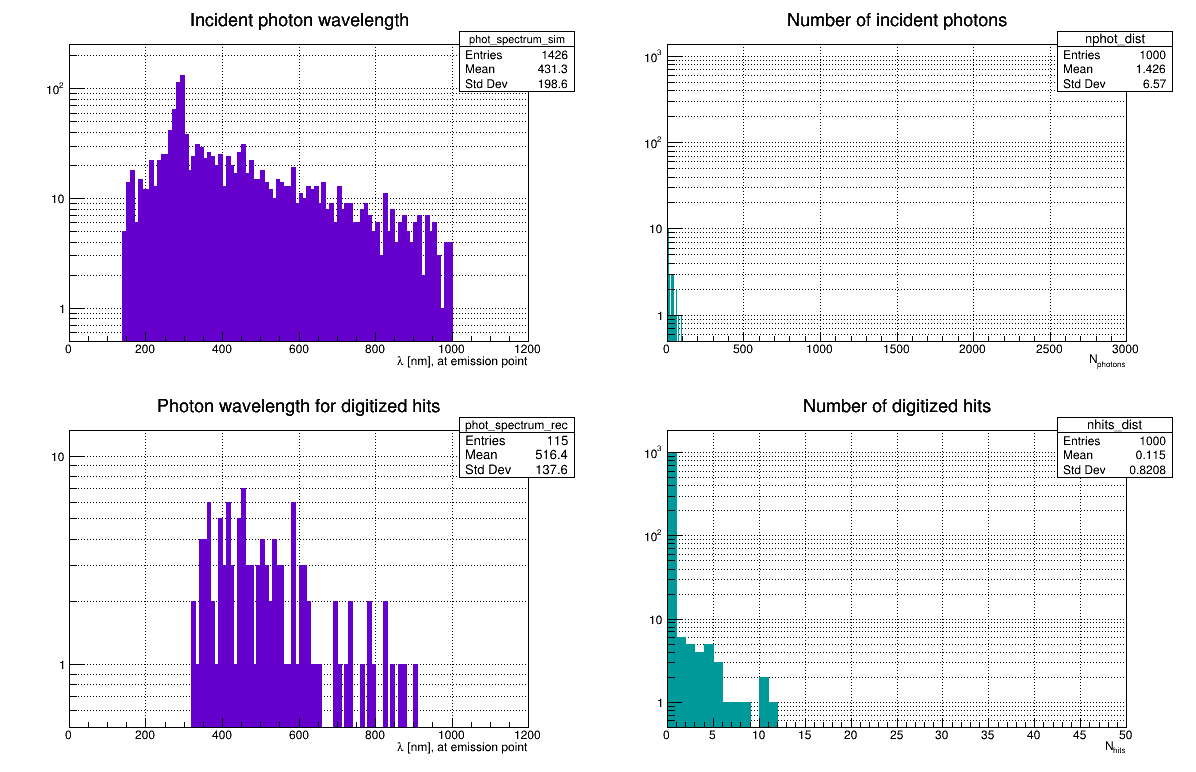 Incident photon wavelength
phot_spectrum_sim
Entries 1426
Mean 431.3
Std Dev 198.6
10²
10
1
0 200 400 600 800 1000 1200
λ [nm], at emission point
Number of incident photons
nphot_dist
Entries 1000
Mean 1.426
Std Dev 6.57
10³
10²
10
1
0 500 1000 1500 2000 2500 3000
N_photons
Photon wavelength for digitized hits
phot_spectrum_rec
Entries 115
Mean 516.4
Std Dev 137.6
10
1
0 200 400 600 800 1000 1200
λ [nm], at emission point
Number of digitized hits
nhits_dist
Entries 1000
Mean 0.115
Std Dev 0.8208
10³
10²
10
1
0 5 10 15 20 25 30 35 40 45 50
N_hits